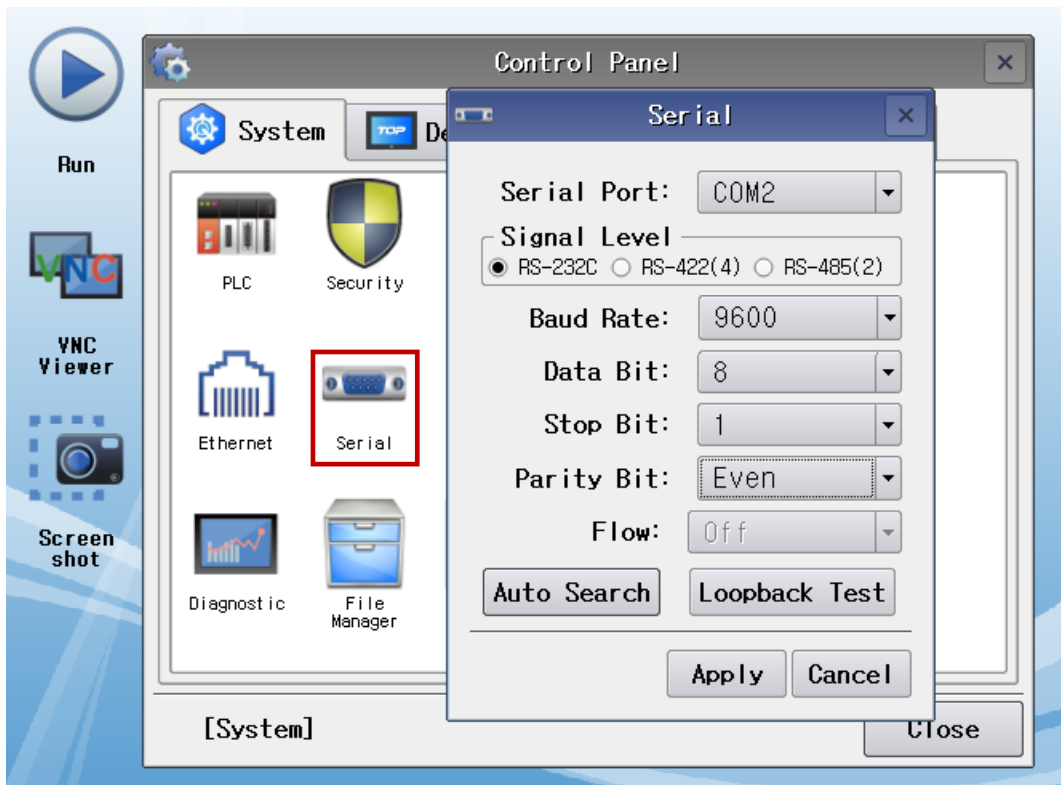 Control Panel
Serial
System
TOP
De
Run
VNC
VNC
Viewer
Screen
shot
PLC
Security
Ethernet
Serial
Diagnostic
File
Manager
Serial Port: COM2
Signal Level
RS-232C RS-422(4) RS-485(2)
Baud Rate: 9600
Data Bit: 8
Stop Bit: 1
Parity Bit: Even
Flow: Off
Auto Search Loopback Test
Apply Cancel
[System]
Close